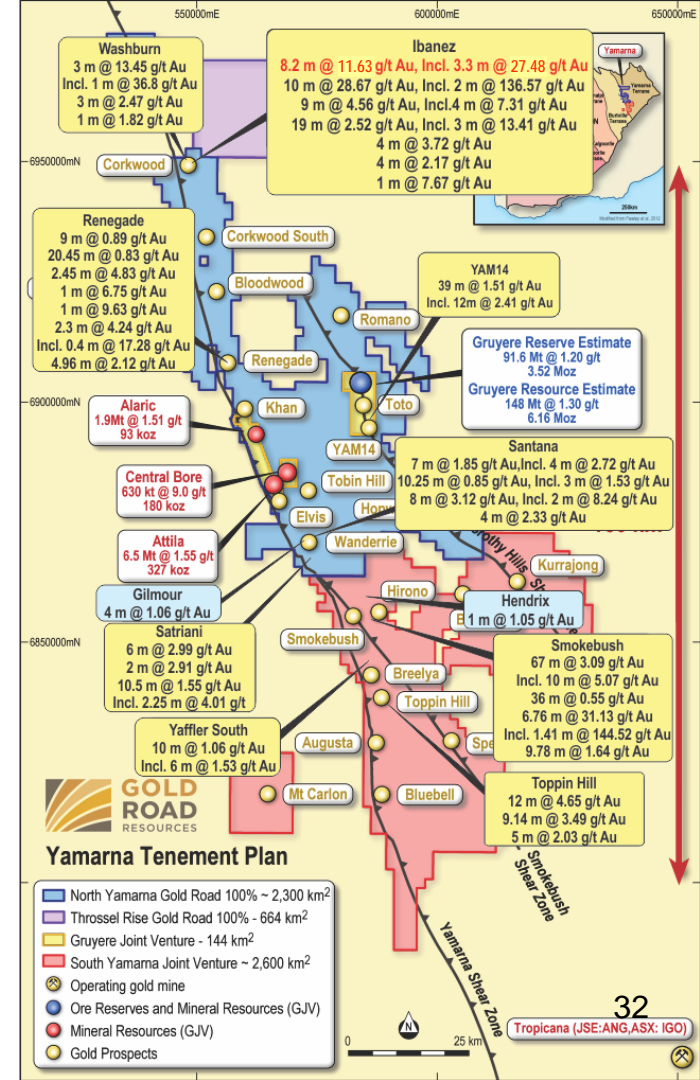 550000mE
600000mE
650000mE
Washburn
3 m @ 13.45 g/t Au
Incl. 1 m @ 36.8 g/t Au
3 m @ 2.47 g/t Au
1 m @ 1.82 g/t Au
Ibanez
8.2 m @ 11.63 g/t Au, Incl. 3.3 m @ 27.48 g/t Au
10 m @ 28.67 g/t Au, Incl. 2 m @ 136.57 g/t Au
9 m @ 4.56 g/t Au, Incl.4 m @ 7.31 g/t Au
19 m @ 2.52 g/t Au, Incl. 3 m @ 13.41 g/t Au
4 m @ 3.72 g/t Au
4 m @ 2.17 g/t Au
1 m @ 7.67 g/t Au
Yamarna
Yamarna
Terrane
Burtville
Terrane
250km
6950000mN
Corkwood
Renegade
9 m @ 0.89 g/t Au
20.45 m @ 0.83 g/t Au
2.45 m @ 4.83 g/t Au
1 m @ 6.75 g/t Au
1 m @ 9.63 g/t Au
2.3 m @ 4.24 g/t Au
Incl. 0.4 m @ 17.28 g/t Au
4.96 m @ 2.12 g/t Au
Corkwood South
Bloodwood
YAM14
39 m @ 1.51 g/t Au
Incl. 12m @ 2.41 g/t Au
Romano
Gruyere Reserve Estimate
91.6 Mt @ 1.20 g/t
3.52 Moz
Gruyere Resource Estimate
148 Mt @ 1.30 g/t
6.16 Moz
Renegade
6900000mN
Khan
Toto
Alaric
1.9Mt @ 1.51 g/t
93 koz
YAM14
Santana
7 m @ 1.85 g/t Au,Incl. 4 m @ 2.72 g/t Au
10.25 m @ 0.85 g/t Au, Incl. 3 m @ 1.53 g/t Au
8 m @ 3.12 g/t Au, Incl. 2 m @ 8.24 g/t Au
4 m @ 2.33 g/t Au
Central Bore
630 kt @ 9.0 g/t
180 koz
Tobin Hill
Elvis
Attila
6.5 Mt @ 1.55 g/t
327 koz
Wanderrie
Hills
Kurrajong
Gilmour
4 m @ 1.06 g/t Au
Hirono
Hendrix
1 m @ 1.05 g/t Au
Satriani
6 m @ 2.99 g/t Au
2 m @ 2.91 g/t Au
10.5 m @ 1.55 g/t Au
Incl. 2.25 m @ 4.01 g/t
6850000mN
Smokebush
Smokebush
67 m @ 3.09 g/t Au
Incl. 10 m @ 5.07 g/t Au
36 m @ 0.55 g/t Au
6.76 m @ 31.13 g/t Au
Incl. 1.41 m @ 144.52 g/t Au
9.78 m @ 1.64 g/t Au
Breelya
Toppin Hill
Yaffler South
10 m @ 1.06 g/t Au
Incl. 6 m @ 1.53 g/t Au
Augusta
Toppin Hill
12 m @ 4.65 g/t Au
9.14 m @ 3.49 g/t Au
5 m @ 2.03 g/t Au
Mt Carlon
Bluebell
GOLD
ROAD
RESOURCES
Yamarna Tenement Plan
Smokebush
Shear Zone
North Yamarna Gold Road 100% ~ 2,300 km2
Throssel Rise Gold Road 100% - 664 km2
Gruyere Joint Venture - 144 km2
South Yamarna Joint Venture ~ 2,600 km2
Operating gold mine
Ore Reserves and Mineral Resources (GJV)
Mineral Resources (GJV)
Gold Prospects
Yamarna Shear Zone
N
0
25 km
32
Tropicana (JSE:ANG,ASX: IGO)